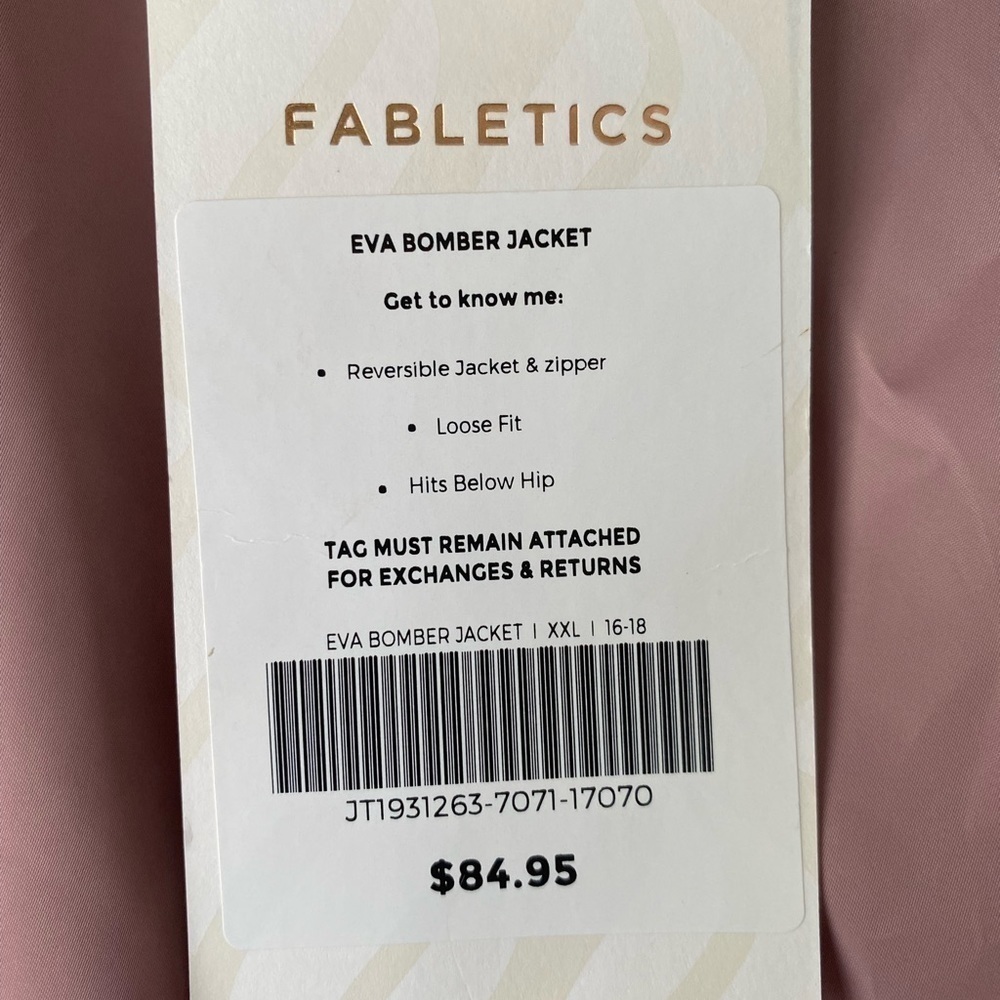 FABLETICS
EVA BOMBER JACKET
Get to know me:
• Reversible Jacket & zipper
• Loose Fit
• Hits Below Hip
TAG MUST REMAIN ATTACHED
FOR EXCHANGES & RETURNS
EVA BOMBER JACKET | XXL | 16-18
JT1931263-7071-17070
$84.95